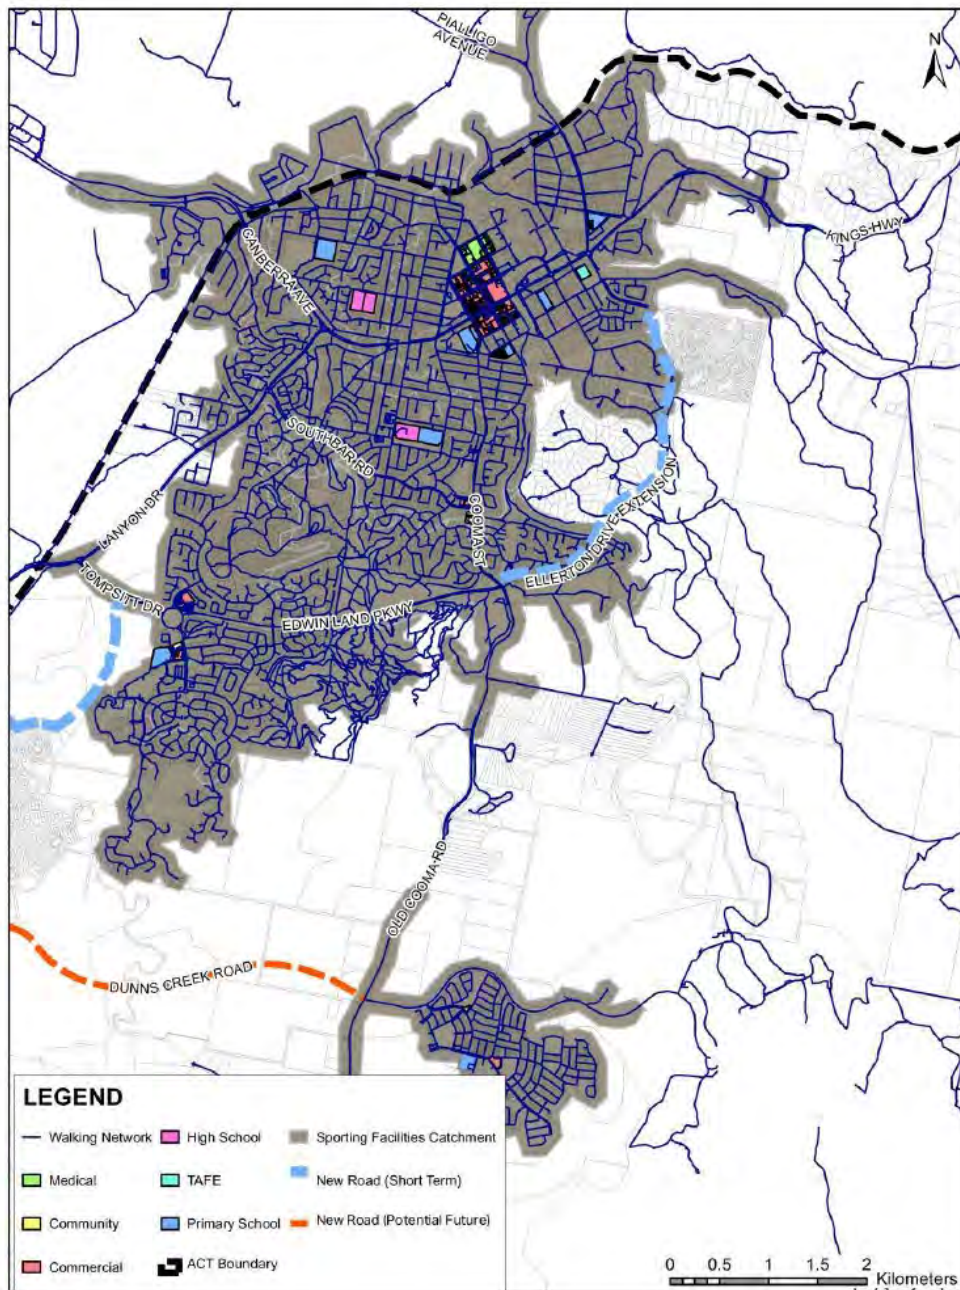 PIALLIGO
AVENUE
N
KINGS HWY
CANBERRA AVE
SOUTHBAR RD
LANYON DR
COOMA ST
ELLERTON DRIVE EXTENSION
TOMPSITT DR
EDWIN LAND PKWY
OLD COOMA RD
DUNNS CREEK ROAD
LEGEND
Walking Network
High School
Sporting Facilities Catchment
Medical
TAFE
New Road (Short Term)
Community
Primary School
New Road (Potential Future)
Commercial
ACT Boundary
0 0.5 1 2
Kilometers